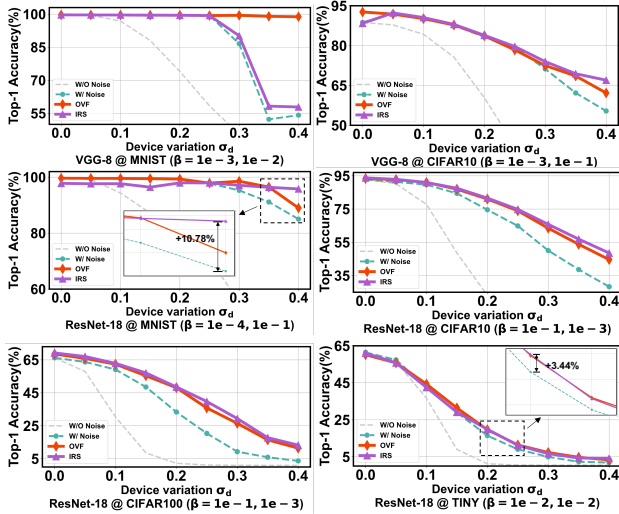 Top-1 Accuracy(%)
100
85
70
55
W/O Noise
W/ Noise
OVF
IRS
0.0 0.1 0.2 0.3 0.4
Device variation σd
VGG-8 @ MNIST (β = 1e − 3, 1e − 2)
Top-1 Accuracy(%)
95
80
65
50
W/O Noise
W/ Noise
OVF
IRS
0.0 0.1 0.2 0.3 0.4
Device variation σd
VGG-8 @ CIFAR10 (β = 1e − 3, 1e − 1)
Top-1 Accuracy(%)
100
80
60
+10.78%
W/O Noise
W/ Noise
OVF
IRS
0.0 0.1 0.2 0.3 0.4
Device variation σd
ResNet-18 @ MNIST (β = 1e − 4, 1e − 1)
Top-1 Accuracy(%)
95
75
55
35
W/O Noise
W/ Noise
OVF
IRS
0.0 0.1 0.2 0.3 0.4
Device variation σd
ResNet-18 @ CIFAR10 (β = 1e − 1, 1e − 3)
Top-1 Accuracy(%)
65
45
25
5
W/O Noise
W/ Noise
OVF
IRS
0.0 0.1 0.2 0.3 0.4
Device variation σd
ResNet-18 @ CIFAR100 (β = 1e − 1, 1e − 3)
Top-1 Accuracy(%)
65
45
25
5
+3.44%
W/O Noise
W/ Noise
OVF
IRS
0.0 0.1 0.2 0.3 0.4
Device variation σd
ResNet-18 @ TINY (β = 1e − 2, 1e − 2)